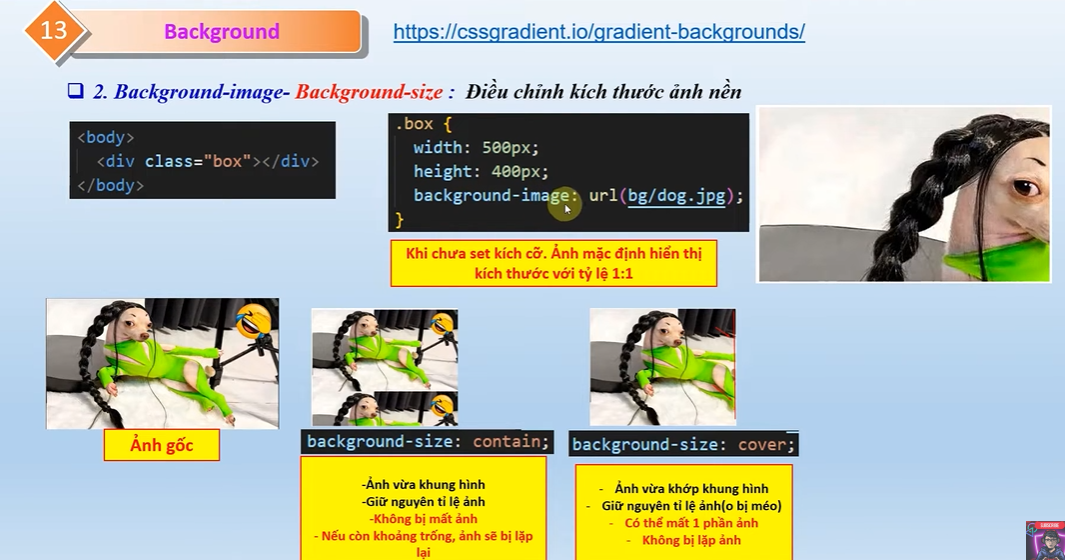 13
Background
https://cssgradient.io/gradient-backgrounds/
2. Background-image- Background-size : Điều chỉnh kích thước ảnh nền
<body>
<div class="box"></div>
</body>
.box {
width: 500px;
height: 400px;
background-image: url(bg/dog.jpg);
}
Khi chưa set kích cỡ. Ảnh mặc định hiển thị
kích thước với tỷ lệ 1:1
Ảnh gốc
background-size: contain;
-Ảnh vừa khung hình
-Giữ nguyên tỉ lệ ảnh
-Không bị mất ảnh
- Nếu còn khoảng trống, ảnh sẽ bị lặp
lại
background-size: cover;
- Ảnh vừa khớp khung hình
- Giữ nguyên tỉ lệ ảnh(o bị méo)
- Có thể mất 1 phần ảnh
- Không bị lặp ảnh
SUBSCRIBE